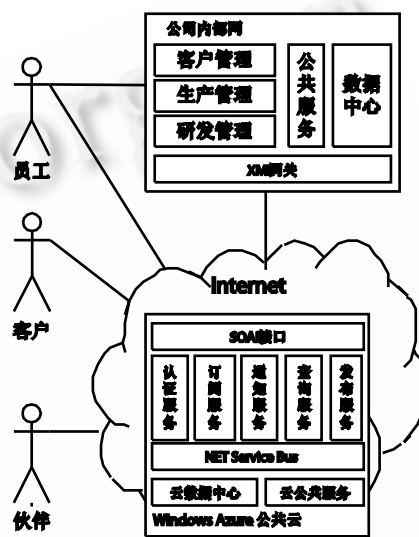 公司内部网
客户管理
生产管理
研发管理
公共服务
数据中心
XMl网关
员工
客户
伙伴
Internet
SOA接口
认证服务
订阅服务
通知服务
查询服务
发布服务
NET Service Bus
云数据中心
云公共服务
Windows Azure 公共云